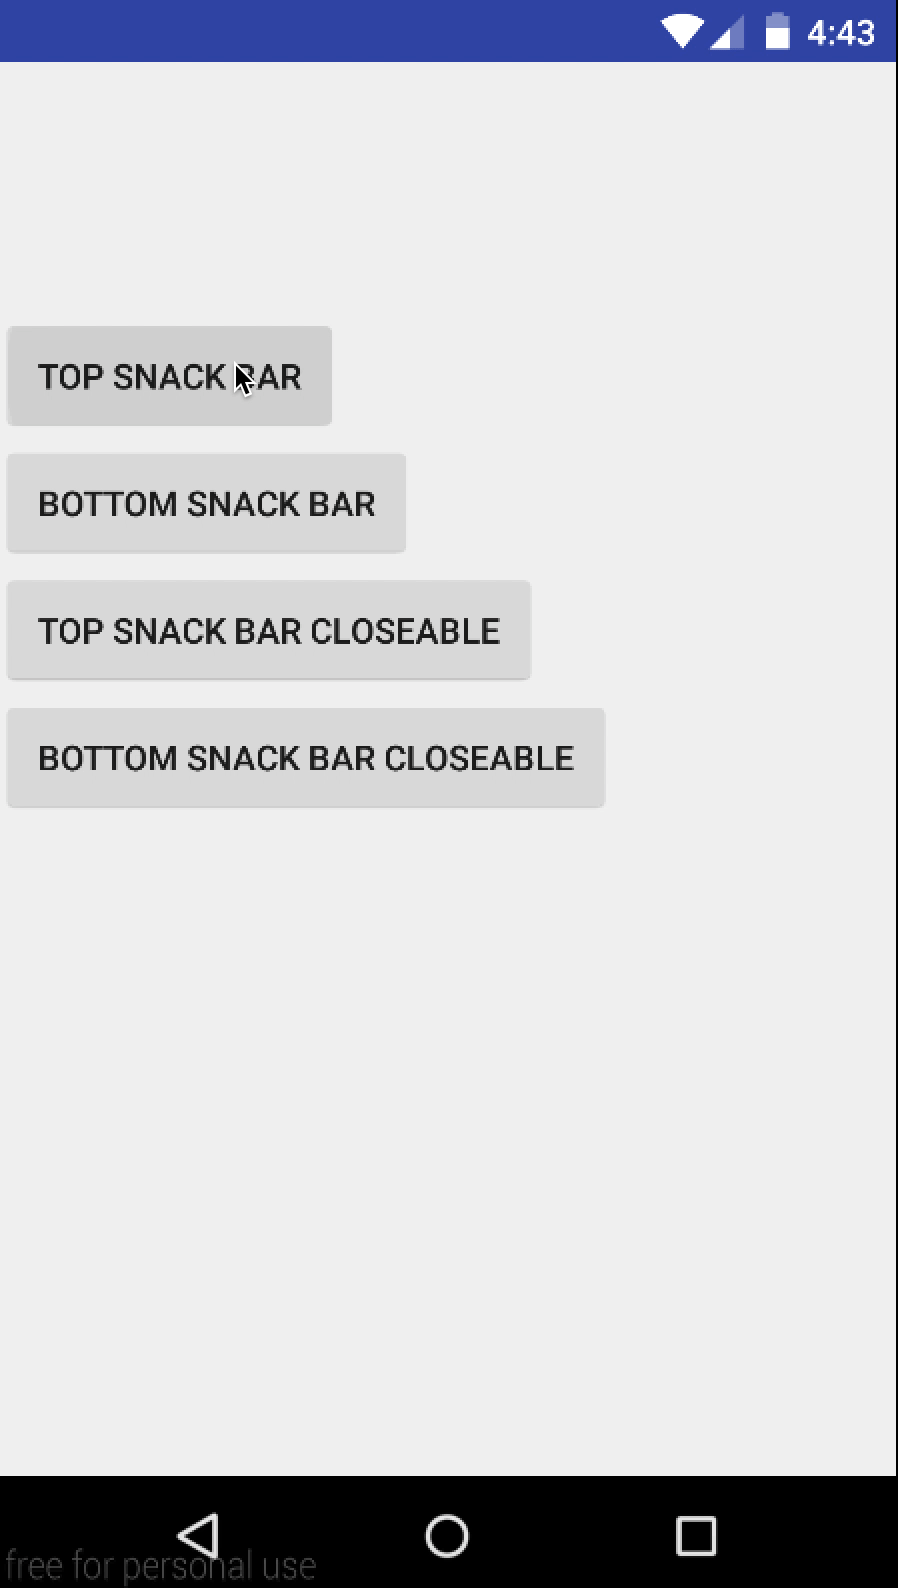 4:43
TOP SNACK BAR
BOTTOM SNACK BAR
TOP SNACK BAR CLOSEABLE
BOTTOM SNACK BAR CLOSEABLE
free for personal use